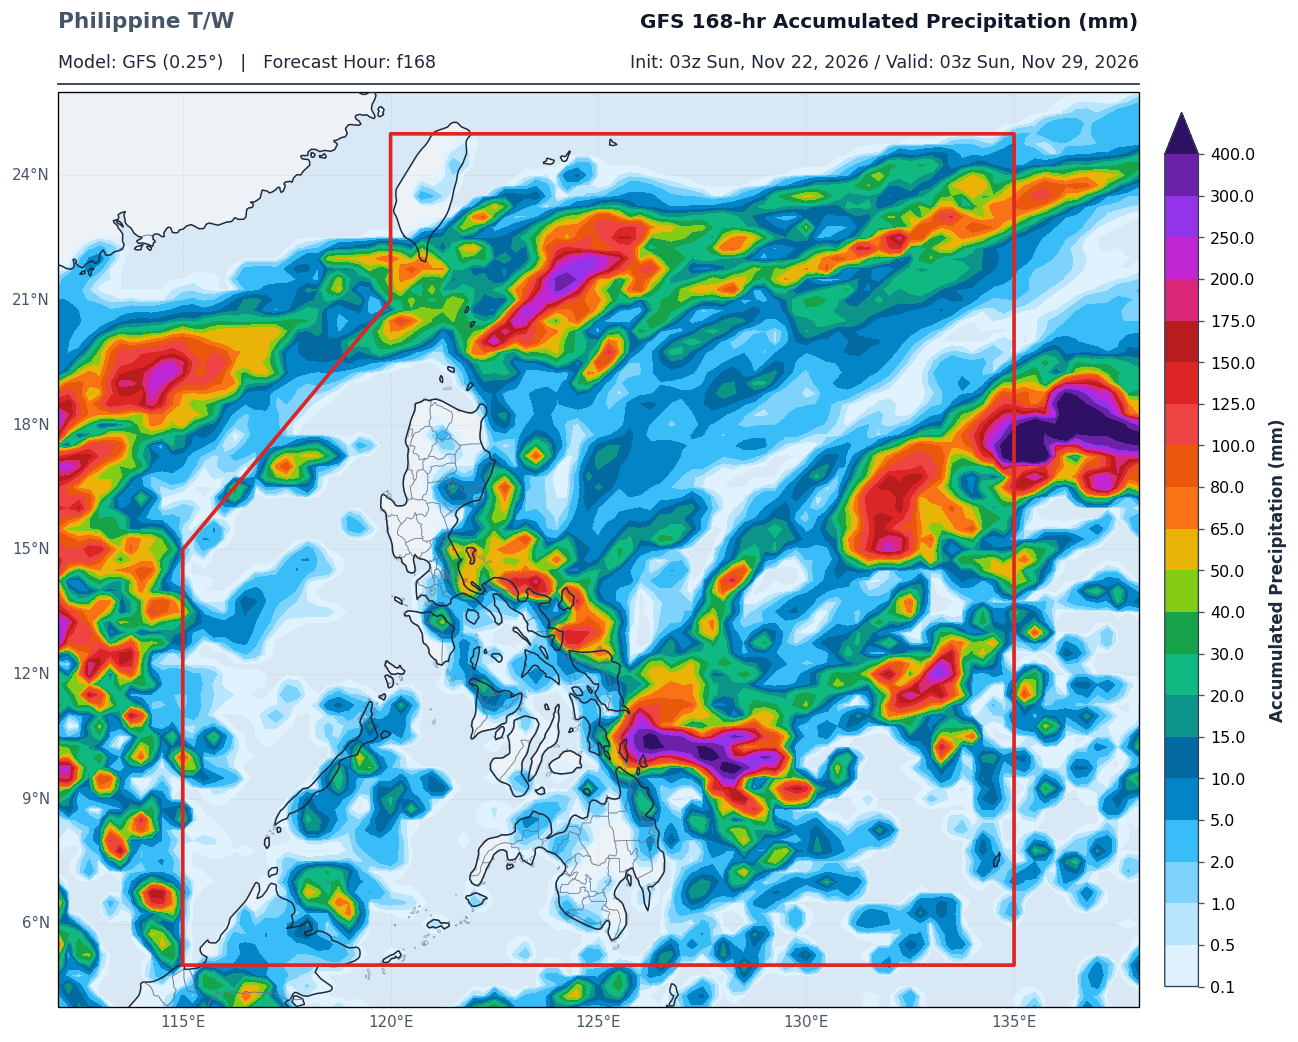 Philippine T/W
GFS 168-hr Accumulated Precipitation (mm)
Model: GFS (0.25°) | Forecast Hour: f168
Init: 03z Sun, Nov 22, 2026 / Valid: 03z Sun, Nov 29, 2026
24°N
21°N
18°N
15°N
12°N
9°N
6°N
115°E
120°E
125°E
130°E
135°E
400.0
300.0
250.0
200.0
175.0
150.0
125.0
100.0
80.0
65.0
50.0
40.0
30.0
20.0
15.0
10.0
5.0
2.0
1.0
0.5
0.1
Accumulated Precipitation (mm)